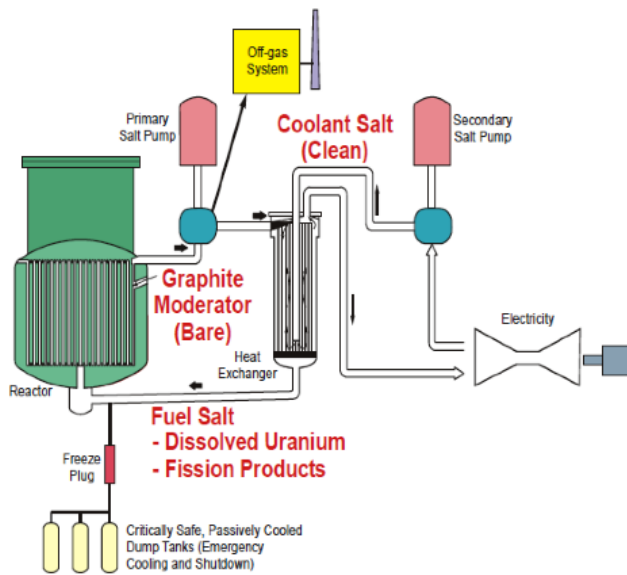 Off-gas
System
Primary
Salt Pump
Coolant Salt
(Clean)
Secondary
Salt Pump
Graphite
Moderator
(Bare)
Electricity
Heat
Exchanger
Reactor
Fuel Salt
- Dissolved Uranium
- Fission Products
Freeze
Plug
Critically Safe, Passively Cooled
Dump Tanks (Emergency
Cooling and Shutdown)